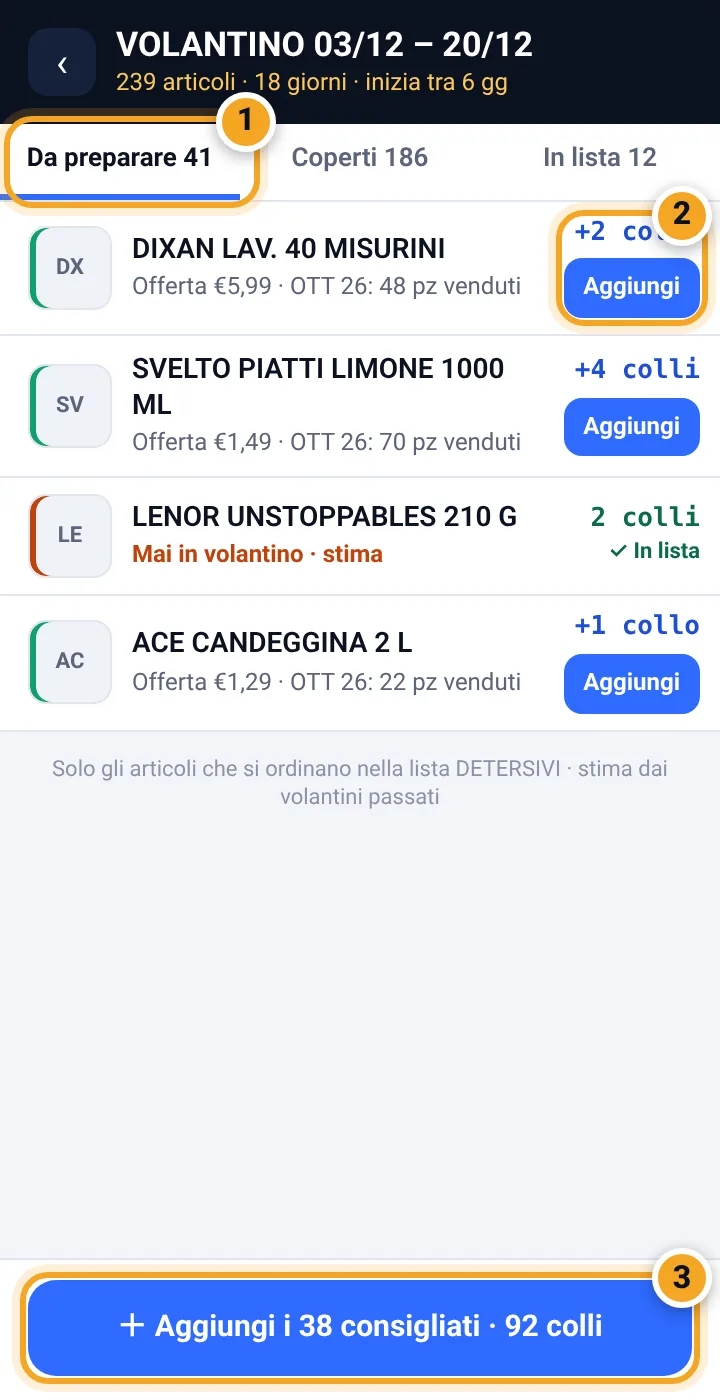 ‹
VOLANTINO 03/12 – 20/12
239 articoli · 18 giorni · inizia tra 6 gg
1
Da preparare 41
Coperti 186
In lista 12
2
DX
DIXAN LAV. 40 MISURINI
Offerta €5,99 · OTT 26: 48 pz venduti
+2
Aggiungi
SV
SVELTO PIATTI LIMONE 1000
ML
Offerta €1,49 · OTT 26: 70 pz venduti
+4 colli
Aggiungi
LE
LENOR UNSTOPPABLES 210 G
Mai in volantino · stima
2 colli
✓ In lista
AC
ACE CANDEGGINA 2 L
Offerta €1,29 · OTT 26: 22 pz venduti
+1 collo
Aggiungi
Solo gli articoli che si ordinano nella lista DETERSIVI · stima dai
volantini passati
3
+ Aggiungi i 38 consigliati · 92 colli